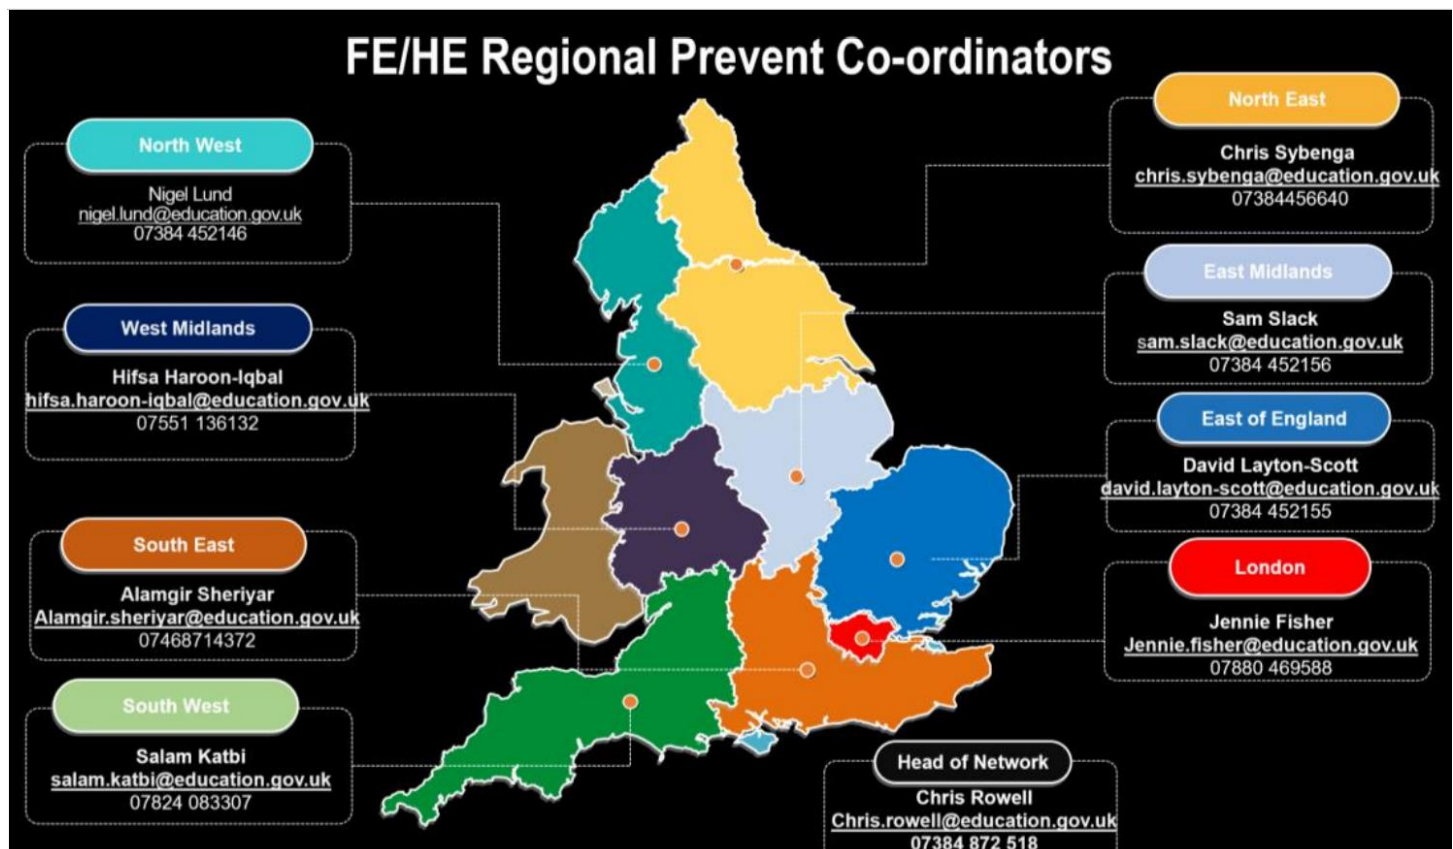 FE/HE Regional Prevent Co-ordinators
North West
Nigel Lund
nigel.lund@education.gov.uk
07384 452146
West Midlands
Hifsa Haroon-Iqbal
hifsa.haroon-iqbal@education.gov.uk
07551 136132
South East
Alamgir Sheriyar
Alamgir.sheriyar@education.gov.uk
07468714372
South West
Salam Katbi
salam.katbi@education.gov.uk
07824 083307
North East
Chris Sybenga
chris.sybenga@education.gov.uk
07384456640
East Midlands
Sam Slack
sam.slack@education.gov.uk
07384 452156
East of England
David Layton-Scott
david.layton-scott@education.gov.uk
07384 452155
London
Jennie Fisher
Jennie.fisher@education.gov.uk
07880 469588
Head of Network
Chris Rowell
Chris.rowell@education.gov.uk
07384 872 518